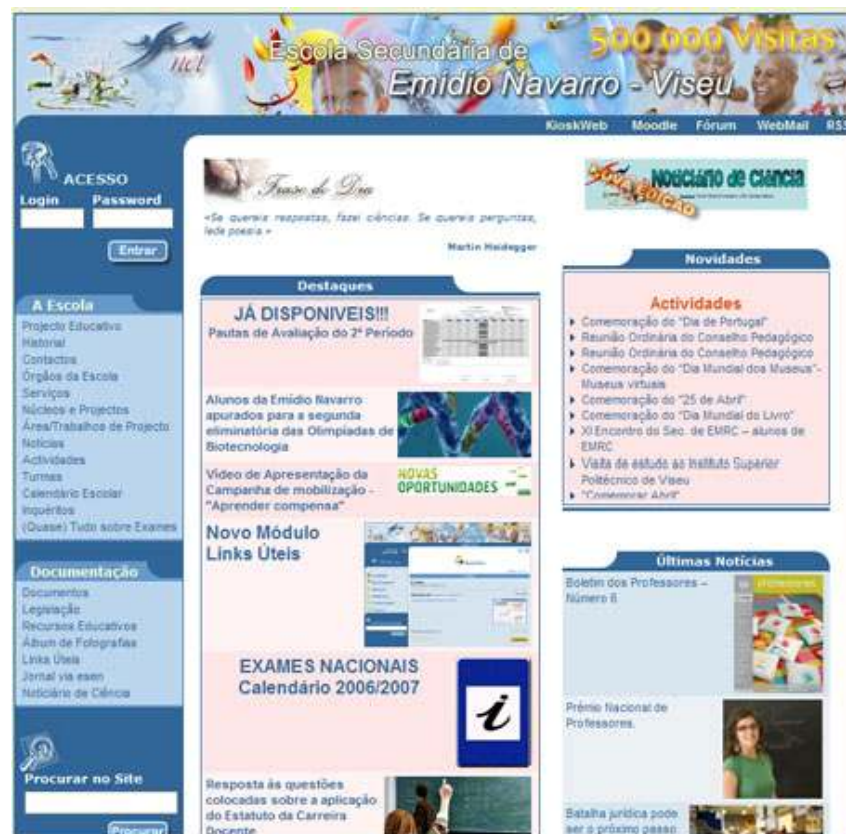 net
Escola Secundária de
Emídio Navarro - Viseu
500 000 Visitas
KioskWeb Moodle Fórum WebMail RSS
ACESSO
Login Password
Entrar
A Escola
Projecto Educativo
Historial
Contactos
Órgãos da Escola
Serviços
Núcleos e Projectos
Área/Trabalhos de Projecto
Notícias
Actividades
Turmas
Calendário Escolar
Inquéritos
(Quase) Tudo sobre Exames
Documentação
Documentos
Legislação
Recursos Educativos
Álbum de Fotografias
Links Úteis
Jornal via esen
Noticiário de Ciência
Procurar no Site
Procurar
Frase do Dia
«Se quereis respostas, fazei ciências. Se quereis perguntas,
lede poesia.»
Martin Heidegger
Destaques
JÁ DISPONIVEIS!!!
Pautas de Avaliação do 2º Período
Alunos da Emídio Navarro
apurados para a segunda
eliminatória das Olimpíadas de
Biotecnologia
Vídeo de Apresentação da
Campanha de mobilização -
"Aprender compensa"
NOVAS
OPORTUNIDADES
Novo Módulo
Links Úteis
EXAMES NACIONAIS
Calendário 2006/2007
i
Resposta às questões
colocadas sobre a aplicação
do Estatuto da Carreira
Docente
Noticiário de Ciência
NOVA EDIÇÃO
Novidades
Actividades
Comemoração do "Dia de Portugal"
Reunião Ordinária do Conselho Pedagógico
Reunião Ordinária do Conselho Pedagógico
Comemoração do "Dia Mundial dos Museus"-
Museus virtuais
Comemoração do "25 de Abril"
Comemoração do "Dia Mundial do Livro"
XI Encontro do Sec. de EMRC – alunos de
EMRC
Visita de estudo ao Instituto Superior
Politécnico de Viseu
"Comemorar Abril"
Últimas Notícias
Boletim dos Professores –
Número 6
Prémio Nacional de
Professores.
Batalha jurídica pode
ser o próximo passo